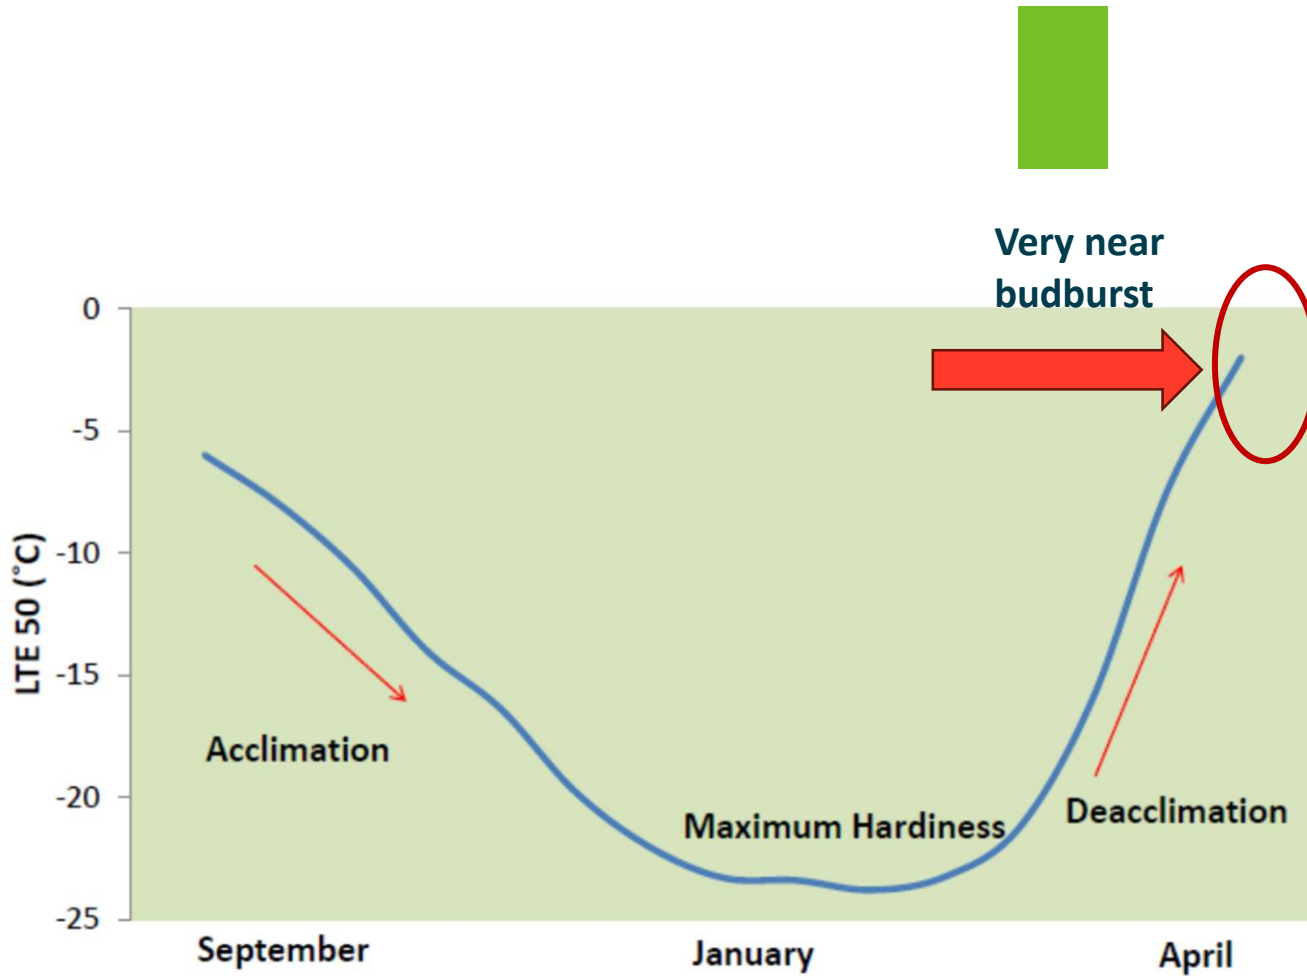 Very near
budburst
0
-5
-10
-15
-20
-25
LTE 50 (˚C)
Acclimation
Maximum Hardiness
Deacclimation
September
January
April